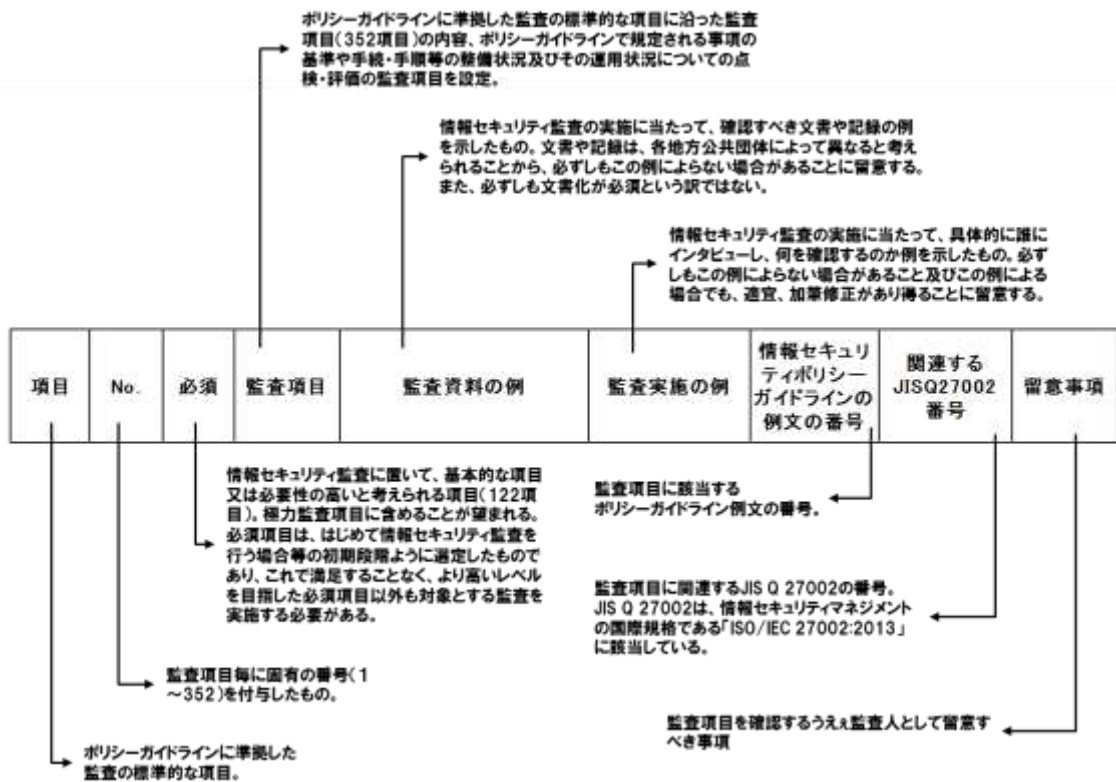 ポリシーガイドラインに準拠した監査の標準的な項目に沿った監査
項目(352項目)の内容、ポリシーガイドラインで規定される事項の
基準や手続・手順等の整備状況及びその運用状況についての点
検・評価の監査項目を設定。
情報セキュリティ監査の実施に当たって、確認すべき文書や記録の例
を示したもの。文書や記録は、各地方公共団体によって異なると考え
られることから、必ずしもこの例によらない場合があることに留意する。
また、必ずしも文書化が必須という訳ではない。
情報セキュリティ監査の実施に当たって、具体的に誰に
インタビューし、何を確認するのか例を示したもの。必ず
しもこの例によらない場合があること及びこの例による
場合でも、適宜、加筆修正があり得ることに留意する。
項目
No.
必須
監査項目
監査資料の例
監査実施の例
情報セキュリ
ティポリシー
ガイドラインの
例文の番号
関連する
JISQ27002
番号
留意事項
情報セキュリティ監査に置いて、基本的な項目
又は必要性の高いと考えられる項目(122項
目)。極力監査項目に含めることが望まれる。
必須項目は、はじめて情報セキュリティ監査を
行う場合等の初期段階ように選定したもので
あり、これで満足することなく、より高いレベル
を目指した必須項目以外も対象とする監査を
実施する必要がある。
監査項目に該当する
ポリシーガイドライン例文の番号。
監査項目に関連するJIS Q 27002の番号。
JIS Q 27002は、情報セキュリティマネジメント
の国際規格である「ISO/IEC 27002:2013」
に該当している。
監査項目毎に固有の番号(1
~352)を付与したもの。
監査項目を確認するうえぇ監査人として留意す
べき事項
ポリシーガイドラインに準拠した
監査の標準的な項目。